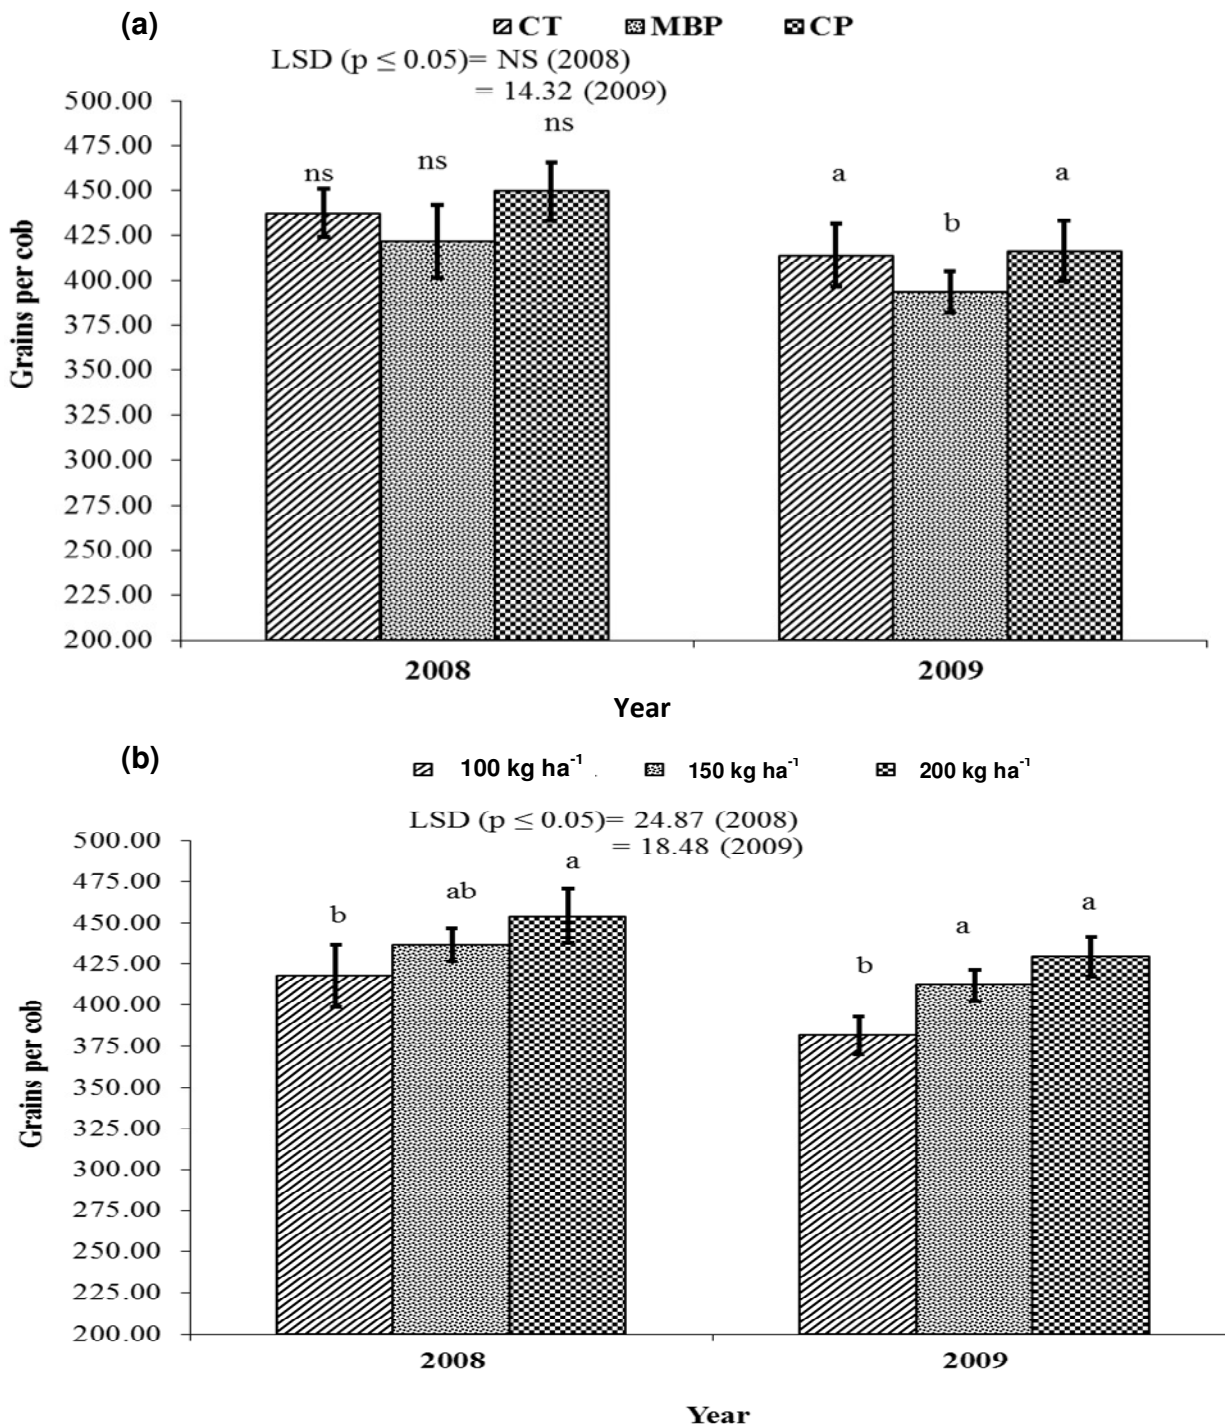 (a)
CT MBP CP
LSD (p ≤ 0.05)= NS (2008)
= 14.32 (2009)
500.00
475.00
450.00
425.00
400.00
375.00
350.00
325.00
300.00
275.00
250.00
225.00
200.00
Grains per cob
ns
ns
ns
a
b
a
2008 2009
Year
(b)
100 kg ha⁻¹ 150 kg ha⁻¹ 200 kg ha⁻¹
LSD (p ≤ 0.05)= 24.87 (2008)
= 18.48 (2009)
500.00
475.00
450.00
425.00
400.00
375.00
350.00
325.00
300.00
275.00
250.00
225.00
200.00
Grains per cob
b
ab
a
b
a
a
2008 2009
Year